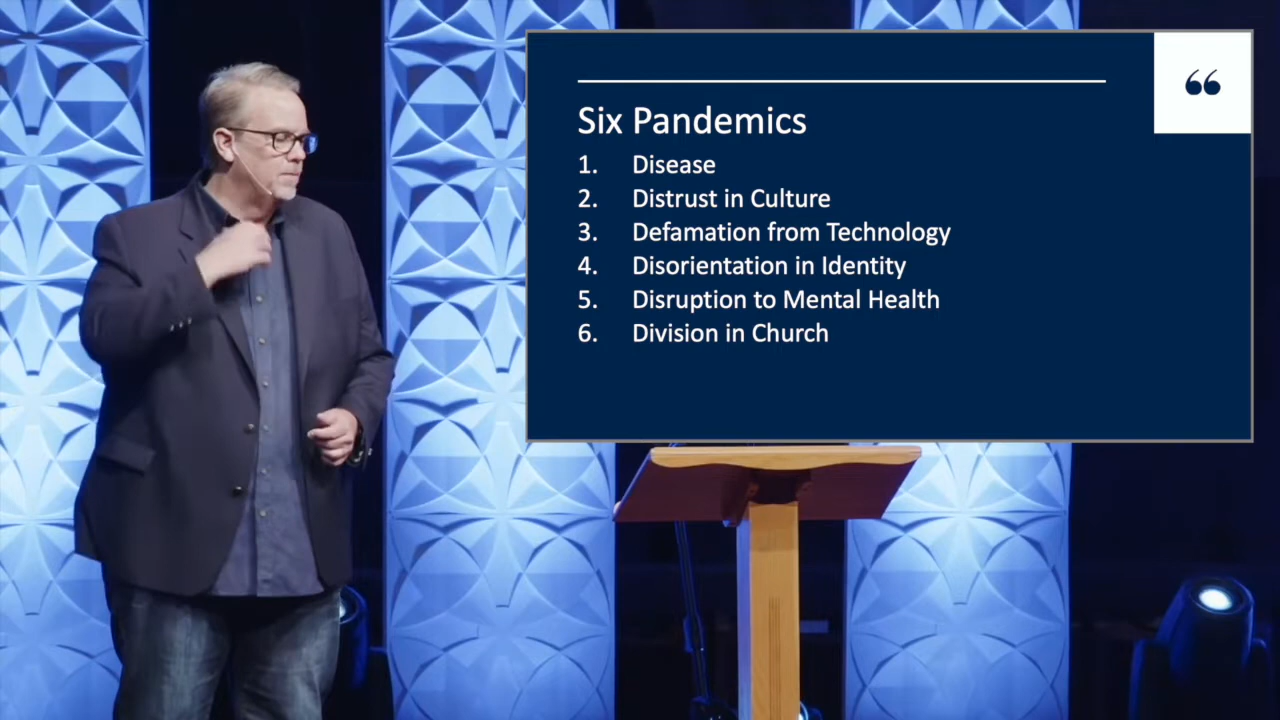 “
Six Pandemics
1. Disease
2. Distrust in Culture
3. Defamation from Technology
4. Disorientation in Identity
5. Disruption to Mental Health
6. Division in Church